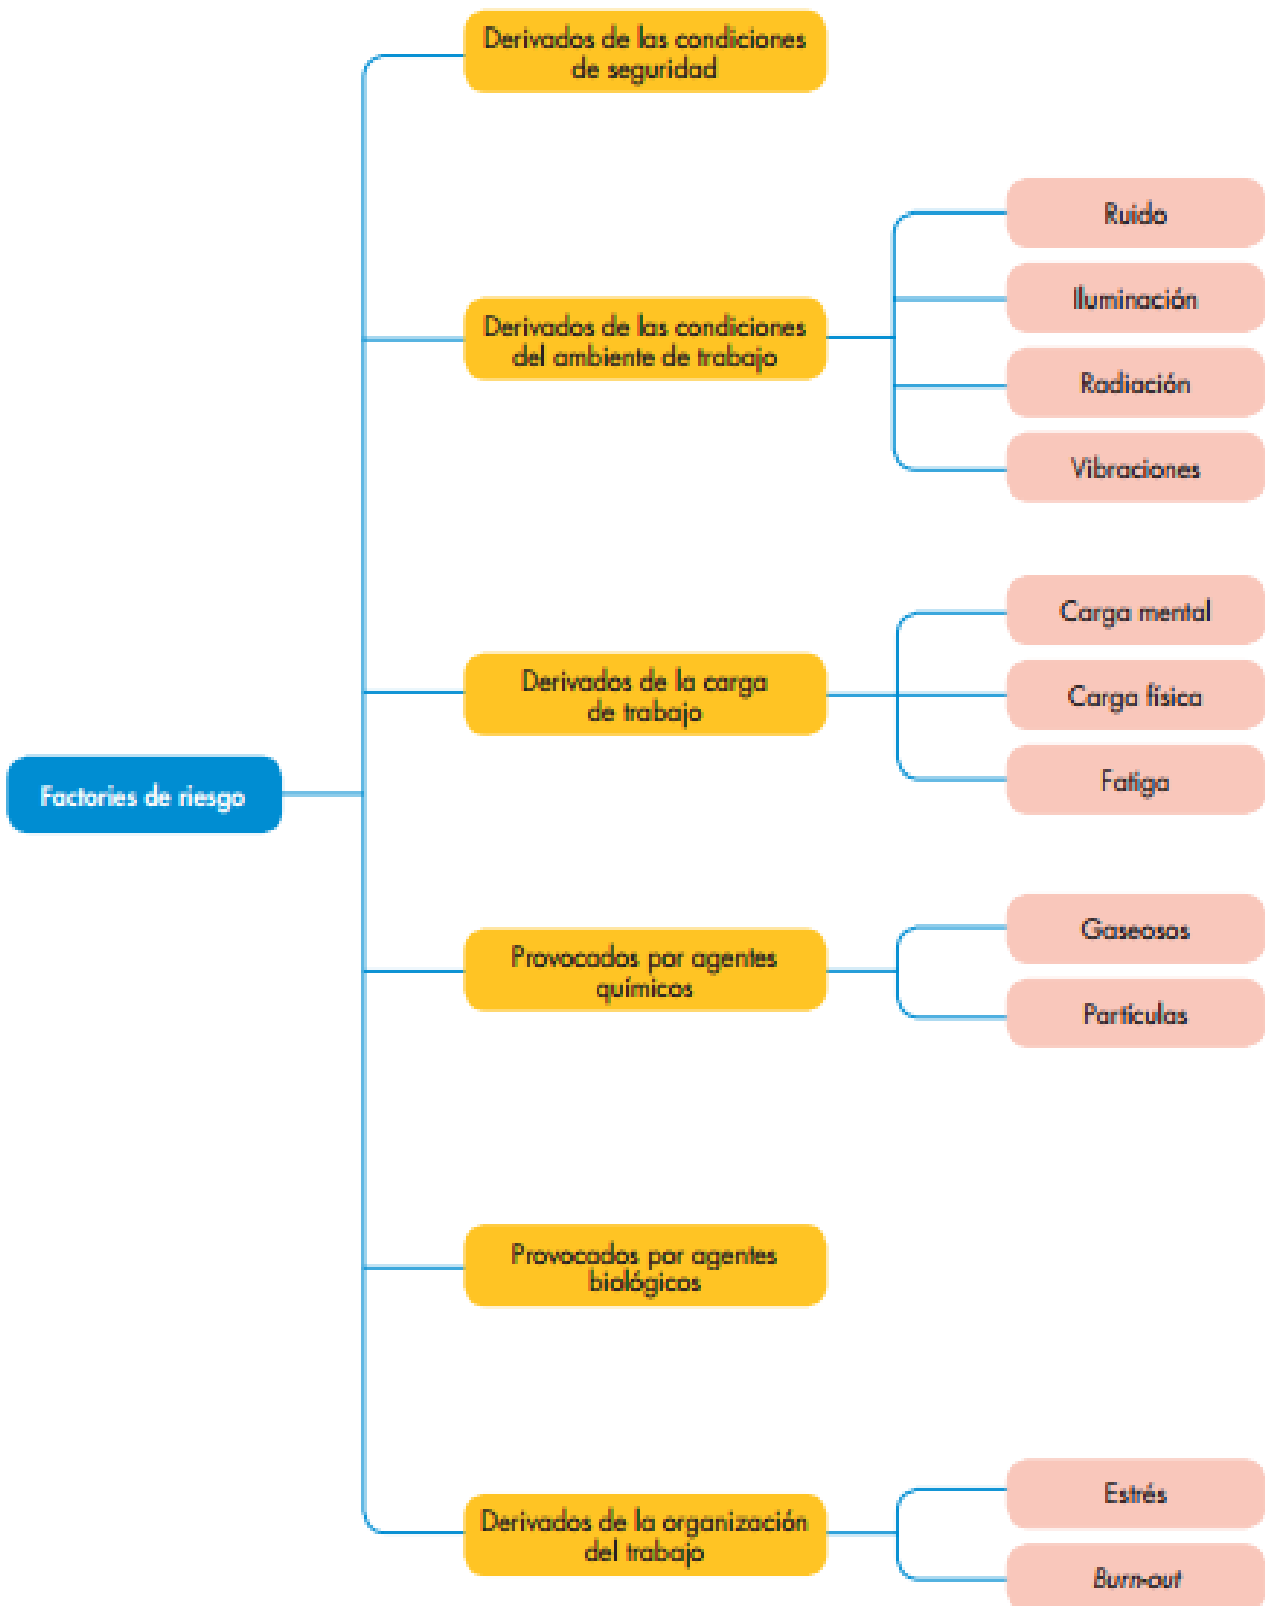 Derivados de las condiciones
de seguridad
Derivados de las condiciones
del ambiente de trabajo
Ruido
Iluminación
Radiación
Vibraciones
Derivados de la carga
de trabajo
Carga mental
Carga física
Fatiga
Factories de riesgo
Provocados por agentes
químicos
Gaseosos
Partículas
Provocados por agentes
biológicos
Derivados de la organización
del trabajo
Estrés
Burn-out